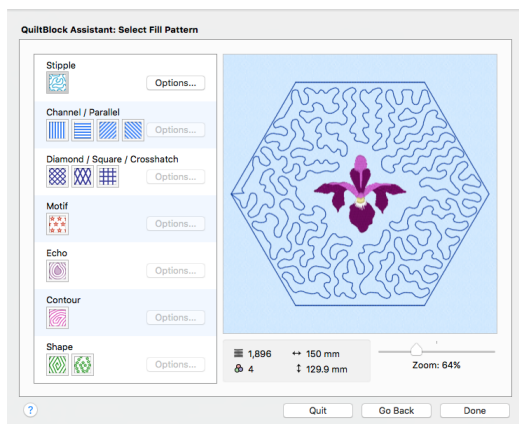 QuiltBlock Assistant: Select Fill Pattern
Stipple
Options...
Channel / Parallel
Options...
Diamond / Square / Crosshatch
Options...
Motif
Options...
Echo
Options...
Contour
Options...
Shape
Options...
1,896 ↔ 150 mm
4 ↕ 129.9 mm
Zoom: 64%
? Quit Go Back Done